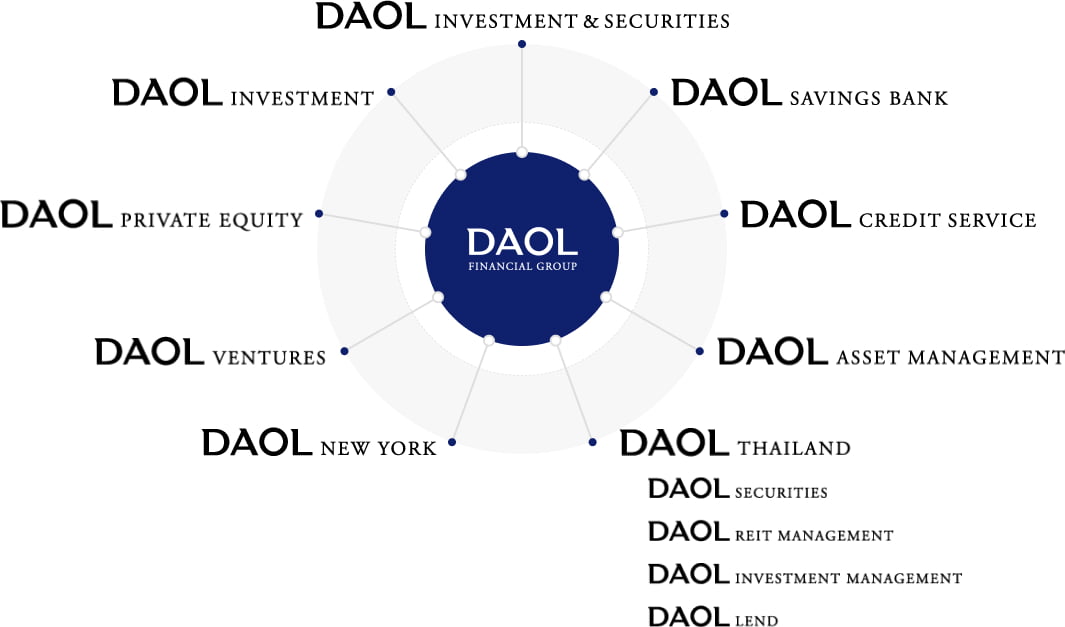 DAOL INVESTMENT & SECURITIES
DAOL INVESTMENT
DAOL SAVINGS BANK
DAOL PRIVATE EQUITY
DAOL CREDIT SERVICE
DAOL
FINANCIAL GROUP
DAOL VENTURES
DAOL ASSET MANAGEMENT
DAOL NEW YORK
DAOL THAILAND
DAOL SECURITIES
DAOL REIT MANAGEMENT
DAOL INVESTMENT MANAGEMENT
DAOL LEND